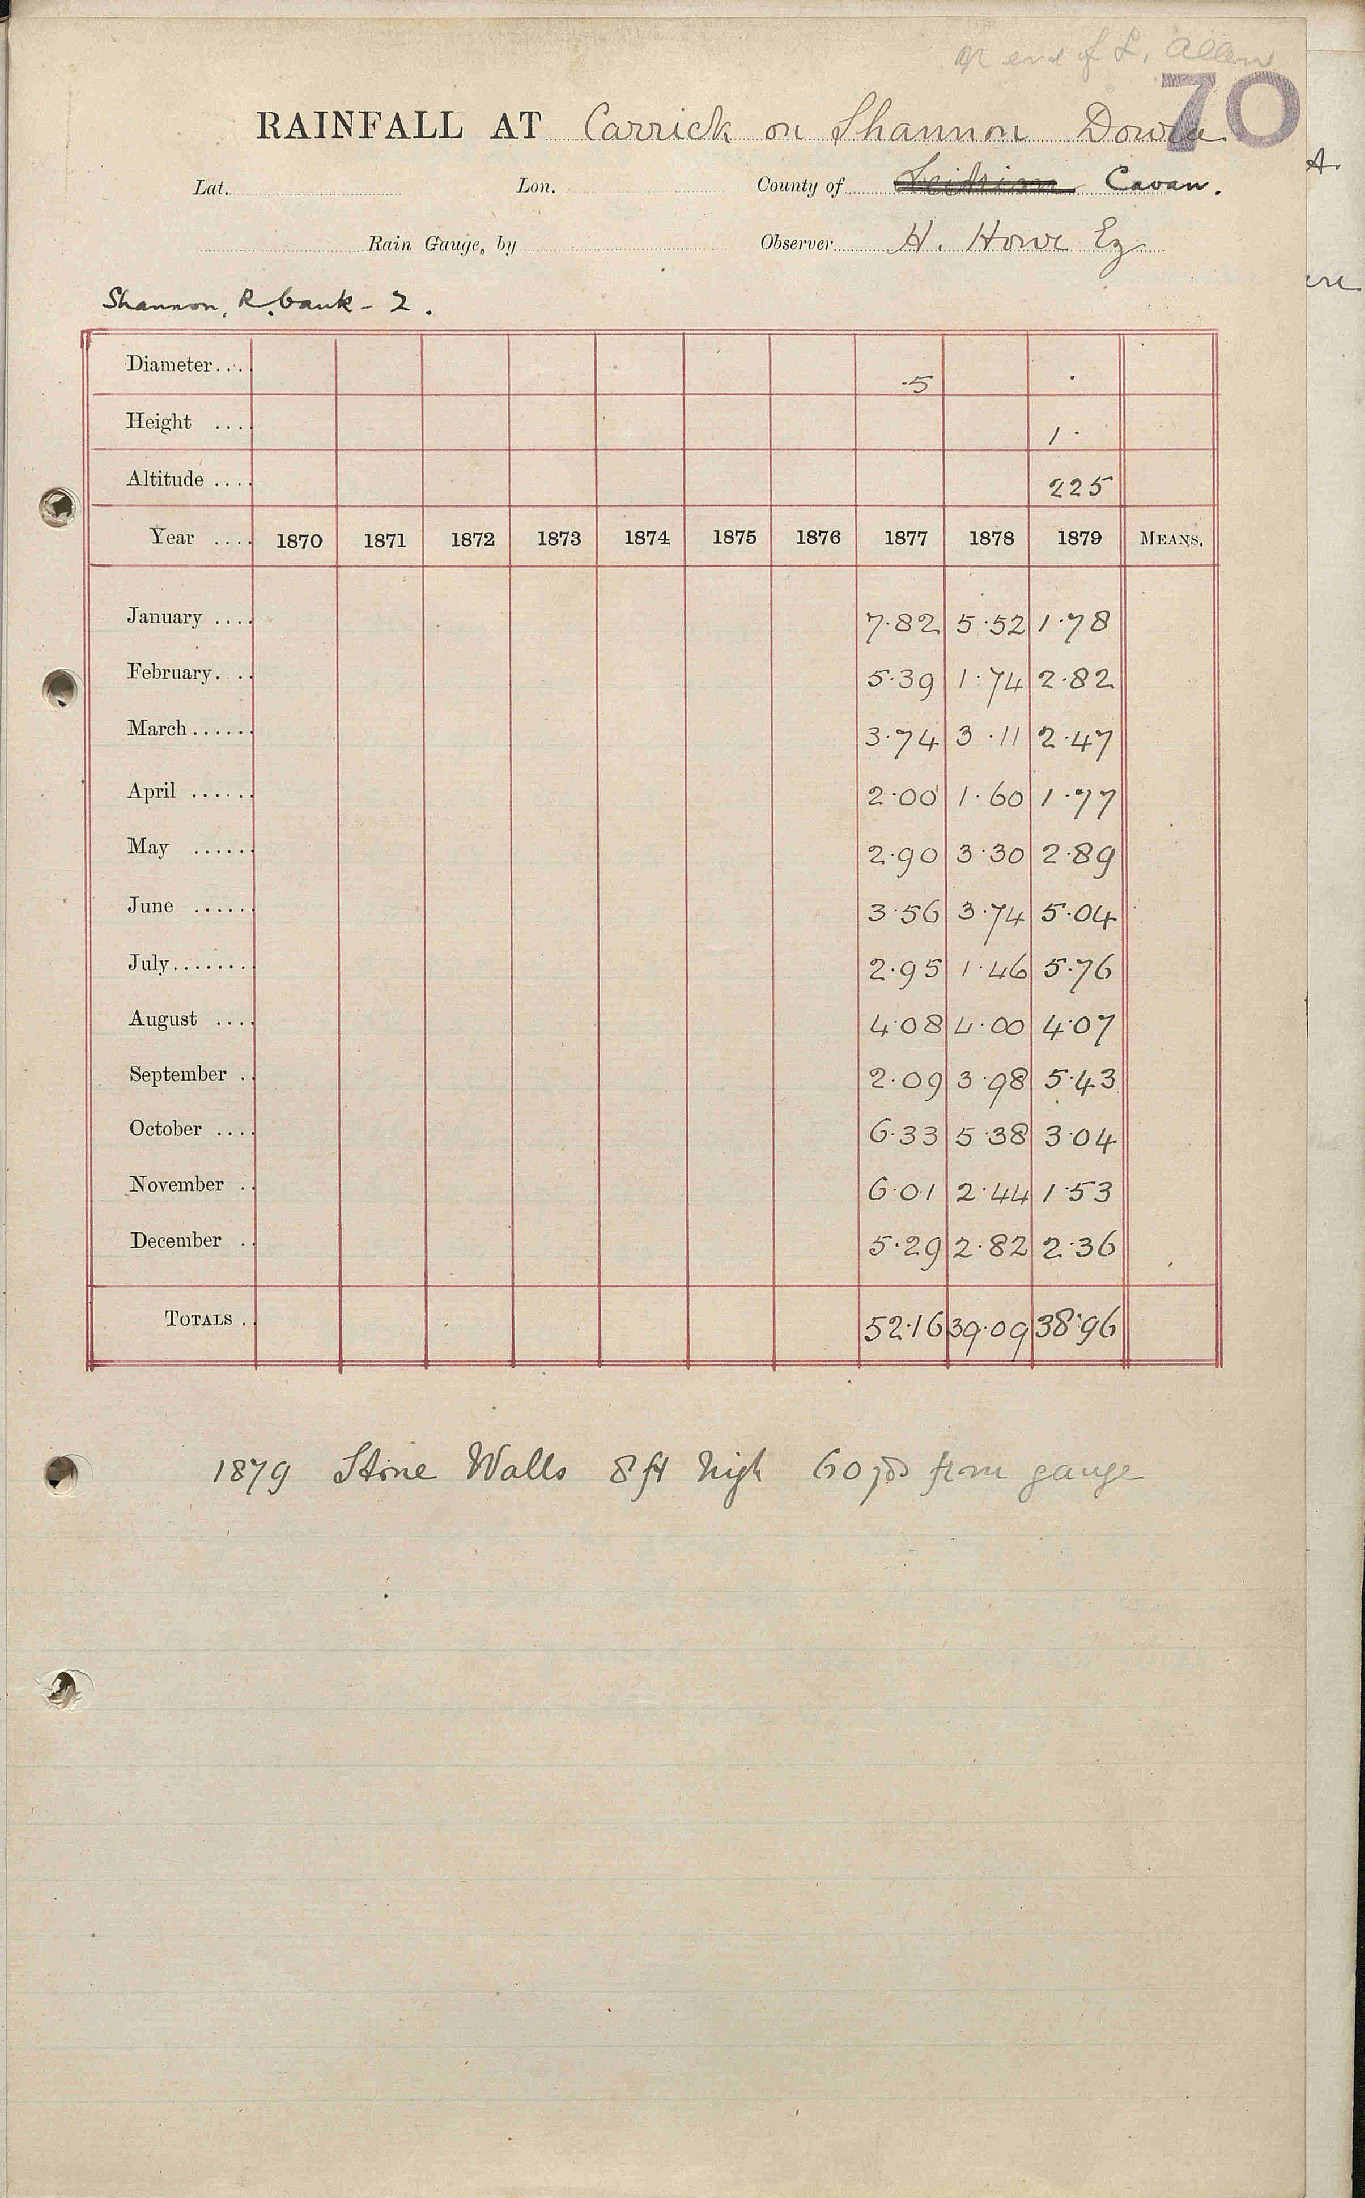 end of L. Allen
70
RAINFALL AT Carrick on Shannon
Lat. Lon. County of Leitrim Cavan.
Rain Gauge, by Observer H. Howe Eq
Shannon, R. bank - 2.
Diameter.... ·5 ·
Height .... 1 ·
Altitude .... 225
Year .... 1870 1871 1872 1873 1874 1875 1876 1877 1878 1879 MEANS.
January .... 7·82 5·52 1·78
February. .. 5·39 1·74 2·82
March...... 3·74 3·11 2·47
April ...... 2·00 1·60 1·77
May ...... 2·90 3·30 2·89
June ...... 3·56 3·74 5·04
July........ 2·95 1·46 5·76
August .... 4·08 4·00 4·07
September .. 2·09 3·98 5·43
October .... 6·33 5·38 3·04
November .. 6·01 2·44 1·53
December .. 5·29 2·82 2·36
TOTALS .. 52·16 39·09 38·96
1879 Stone Walls 8 ft high 60 yds from gauge